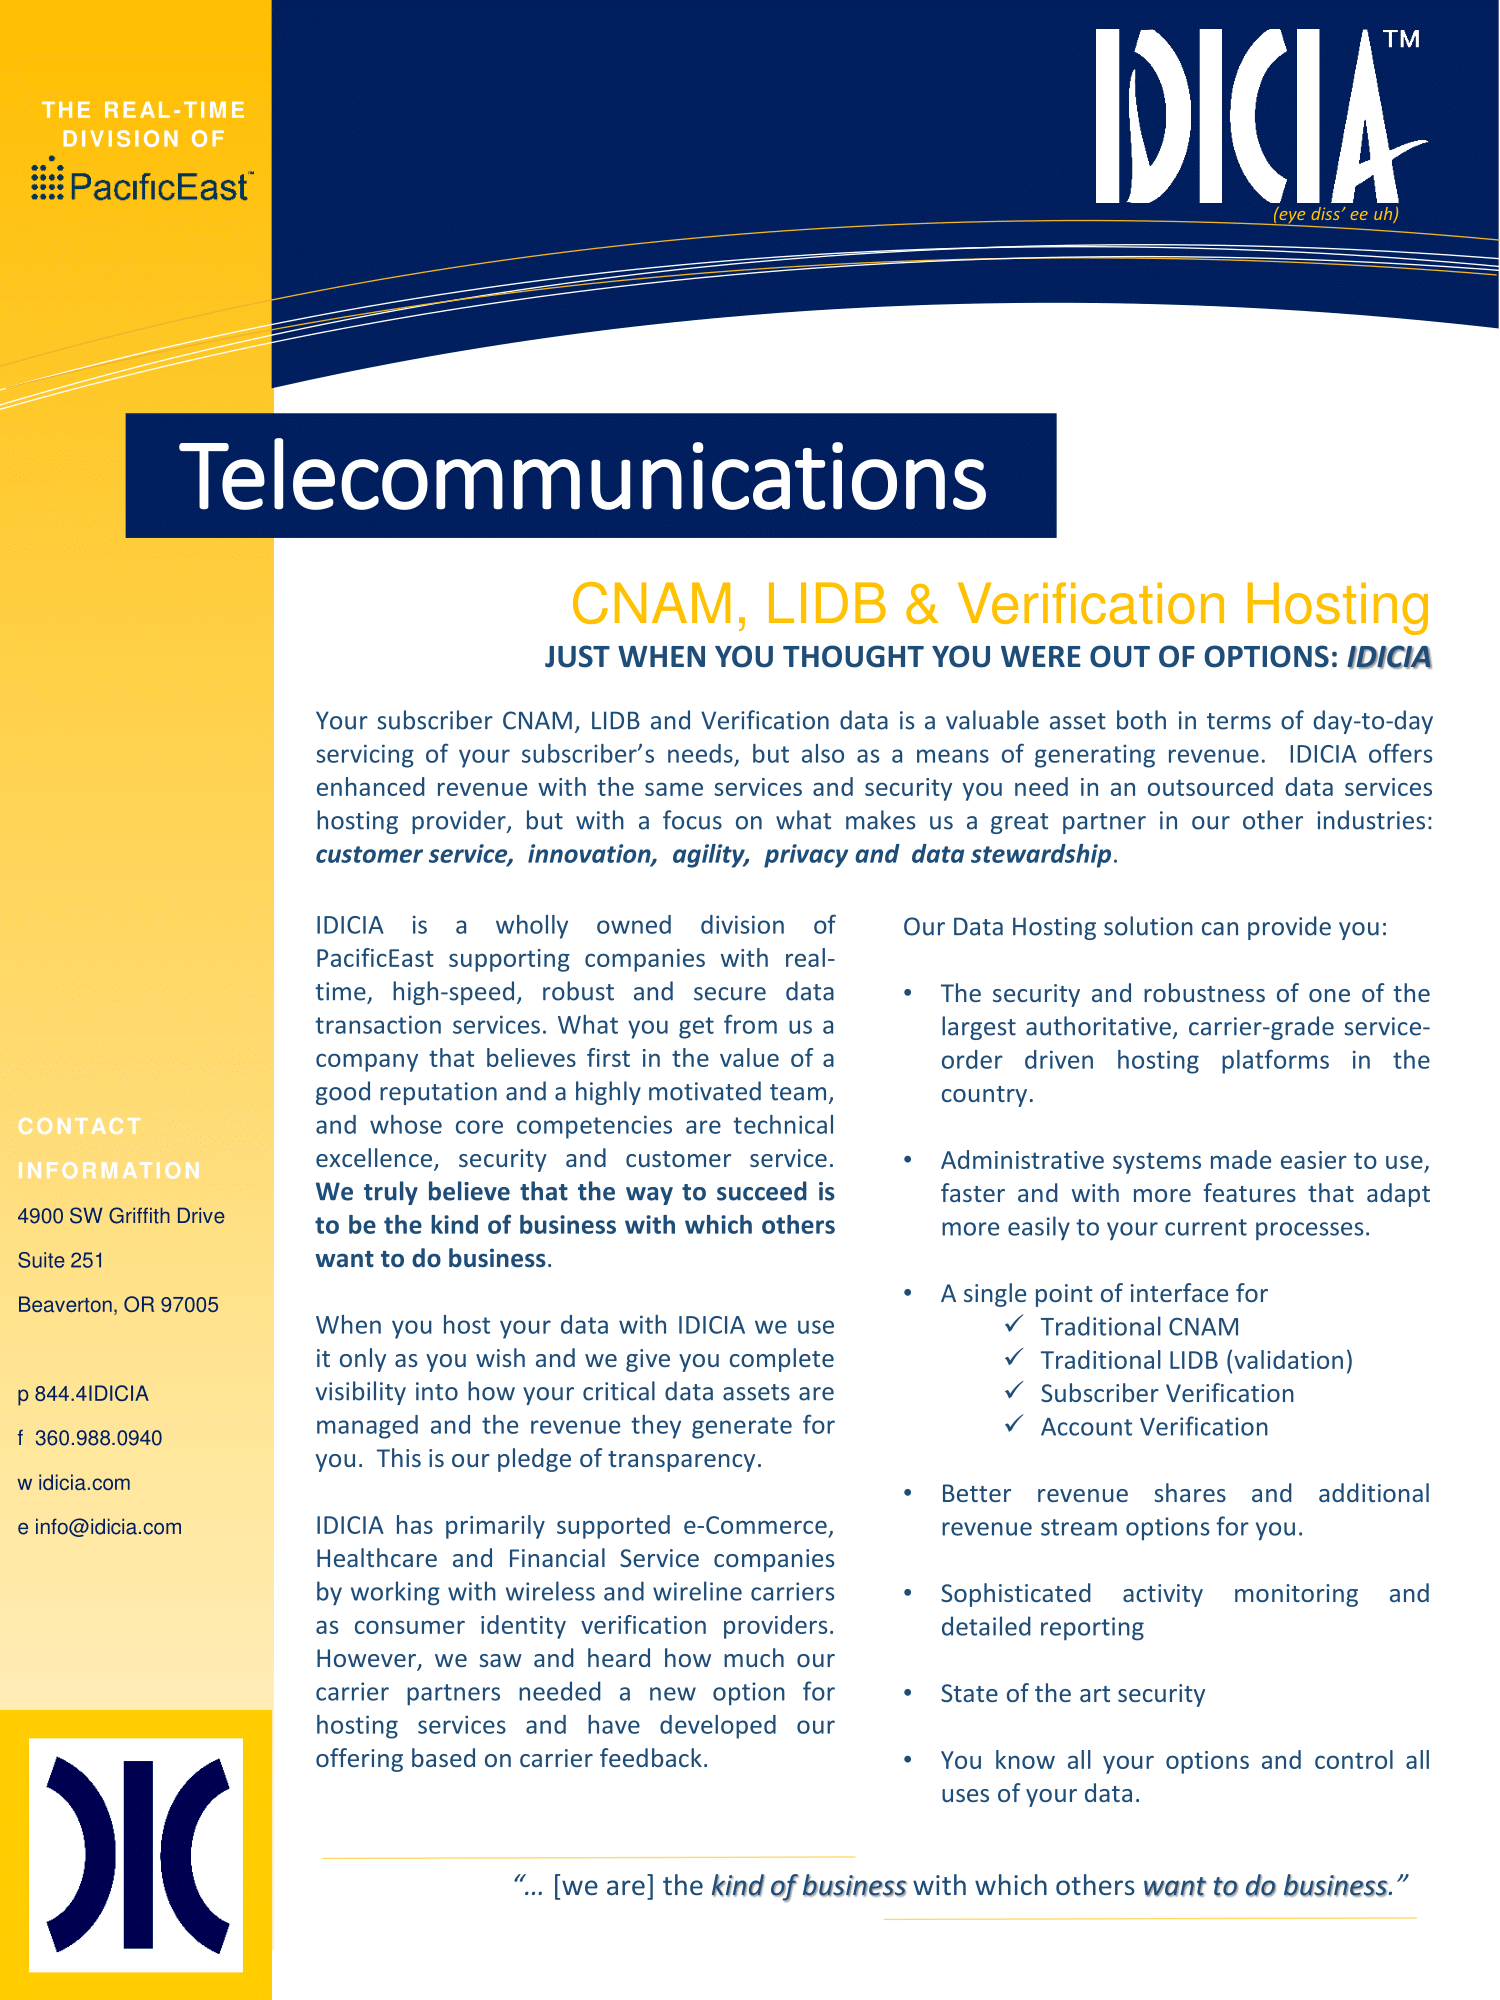 THE REAL-TIME
DIVISION OF
PacificEast™
IDICIA™
(eye diss’ ee uh)
Telecommunications
CNAM, LIDB & Verification Hosting
JUST WHEN YOU THOUGHT YOU WERE OUT OF OPTIONS: IDICIA
Your subscriber CNAM, LIDB and Verification data is a valuable asset both in terms of day-to-day
servicing of your subscriber’s needs, but also as a means of generating revenue.  IDICIA offers
enhanced revenue with the same services and security you need in an outsourced data services
hosting provider, but with a focus on what makes us a great partner in our other industries:
customer service, innovation, agility, privacy and data stewardship.
IDICIA is a wholly owned division of
PacificEast supporting companies with real-
time, high-speed, robust and secure data
transaction services. What you get from us a
company that believes first in the value of a
good reputation and a highly motivated team,
and whose core competencies are technical
excellence, security and customer service.
We truly believe that the way to succeed is
to be the kind of business with which others
want to do business.
When you host your data with IDICIA we use
it only as you wish and we give you complete
visibility into how your critical data assets are
managed and the revenue they generate for
you.  This is our pledge of transparency.
IDICIA has primarily supported e-Commerce,
Healthcare and Financial Service companies
by working with wireless and wireline carriers
as consumer identity verification providers.
However, we saw and heard how much our
carrier partners needed a new option for
hosting services and have developed our
offering based on carrier feedback.
Our Data Hosting solution can provide you:
• The security and robustness of one of the
largest authoritative, carrier-grade service-
order driven hosting platforms in the
country.
• Administrative systems made easier to use,
faster and with more features that adapt
more easily to your current processes.
• A single point of interface for
✓ Traditional CNAM
✓ Traditional LIDB (validation)
✓ Subscriber Verification
✓ Account Verification
• Better revenue shares and additional
revenue stream options for you.
• Sophisticated activity monitoring and
detailed reporting
• State of the art security
• You know all your options and control all
uses of your data.
“… [we are] the kind of business with which others want to do business.”
CONTACT
INFORMATION
4900 SW Griffith Drive
Suite 251
Beaverton, OR 97005
p 844.4IDICIA
f 360.988.0940
w idicia.com
e info@idicia.com